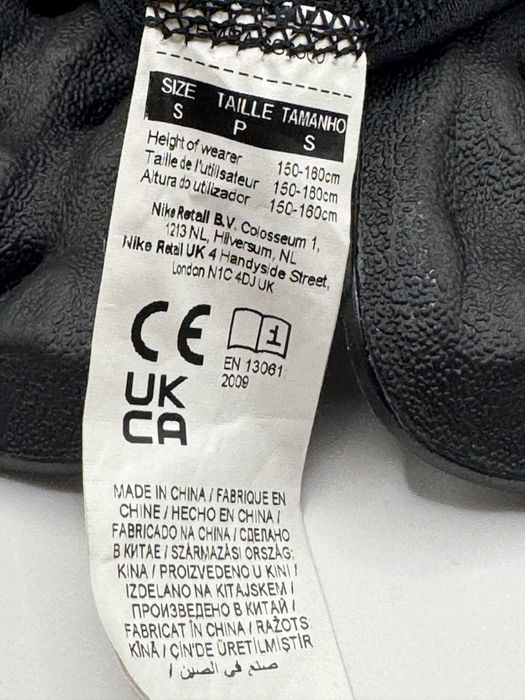 SIZE TAILLE TAMANHO
S P S
Height of wearer 150-160cm
Taille de l'utilisateur 150-160cm
Altura do utilizador 150-160cm
Nike Retail B.V. Colosseum 1,
1213 NL, Hilversum, NL
Nike Retail UK 4 Handyside Street,
London N1C 4DJ UK
CE
1
EN 13061
2009
UK
CA
MADE IN CHINA / FABRIQUE EN
CHINE / HECHO EN CHINA /
FABRICADO NA CHINA / СДЕЛАНО
В КИТАЕ / SZÁRMAZÁSI ORSZÁG:
KÍNA / PROIZVEDENO U KINI /
IZDELANO NA KITAJSKEM /
ПРОИЗВЕДЕНО В КИТАЙ /
FABRICAT ÎN CHINA / RAŽOTS
ĶĪNĀ / ÇİN'DE ÜRETİLMİŞTİR
/ صنع في الصين